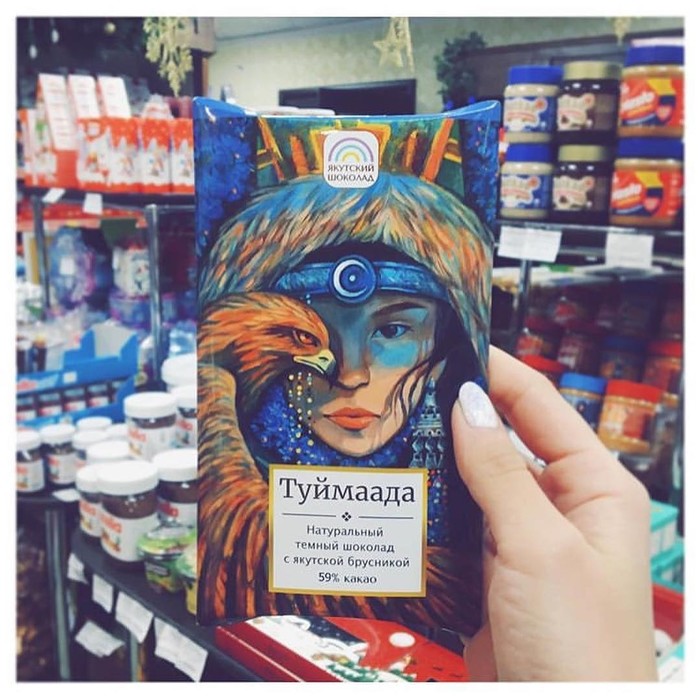 ЯКУТСКИЙ
ШОКОЛАД
Туймаада
Натуральный
темный шоколад
с якутской брусникой
59% какао